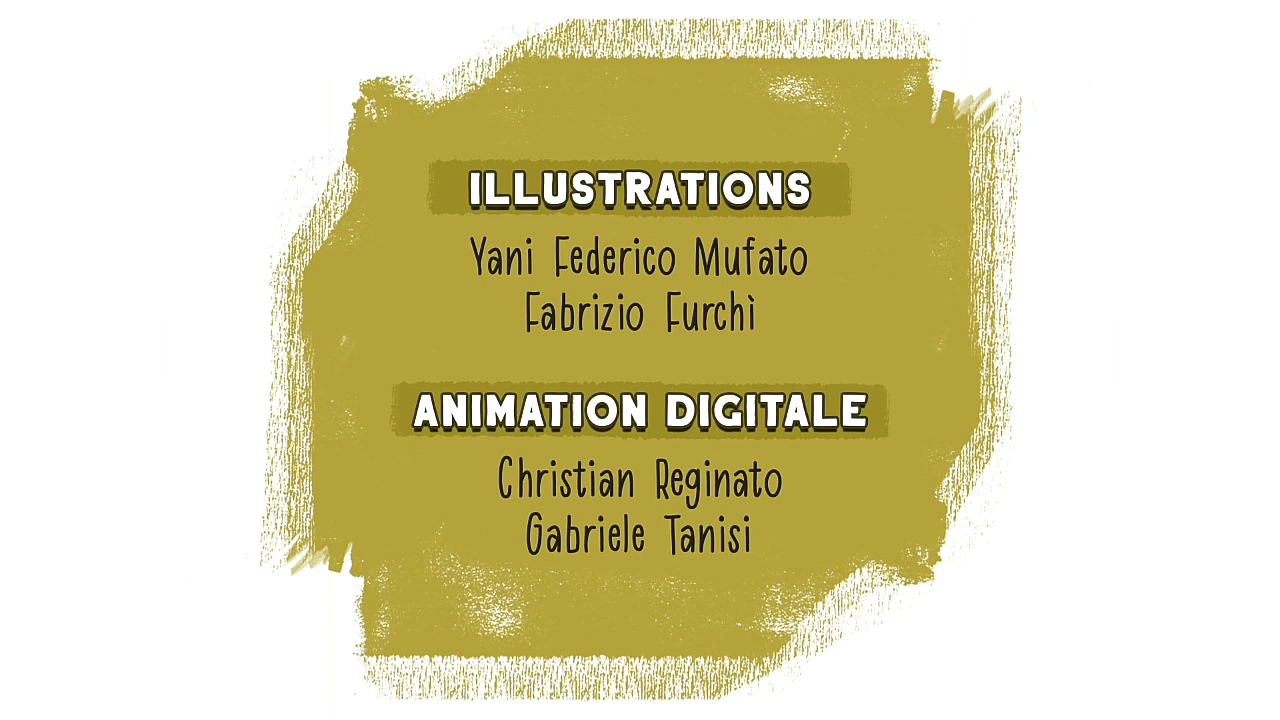 ILLUSTRATIONS
Yani Federico Mufato
Fabrizio Furchì
ANIMATION DIGITALE
Christian Reginato
Gabriele Tanisi